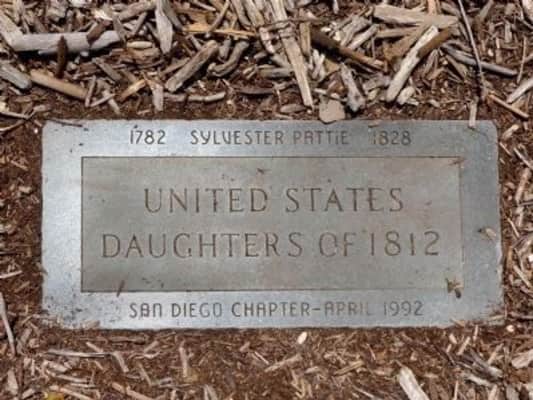 1782 SYLVESTER PATTIE 1828
UNITED STATES
DAUGHTERS OF 1812
SAN DIEGO CHAPTER-APRIL 1992